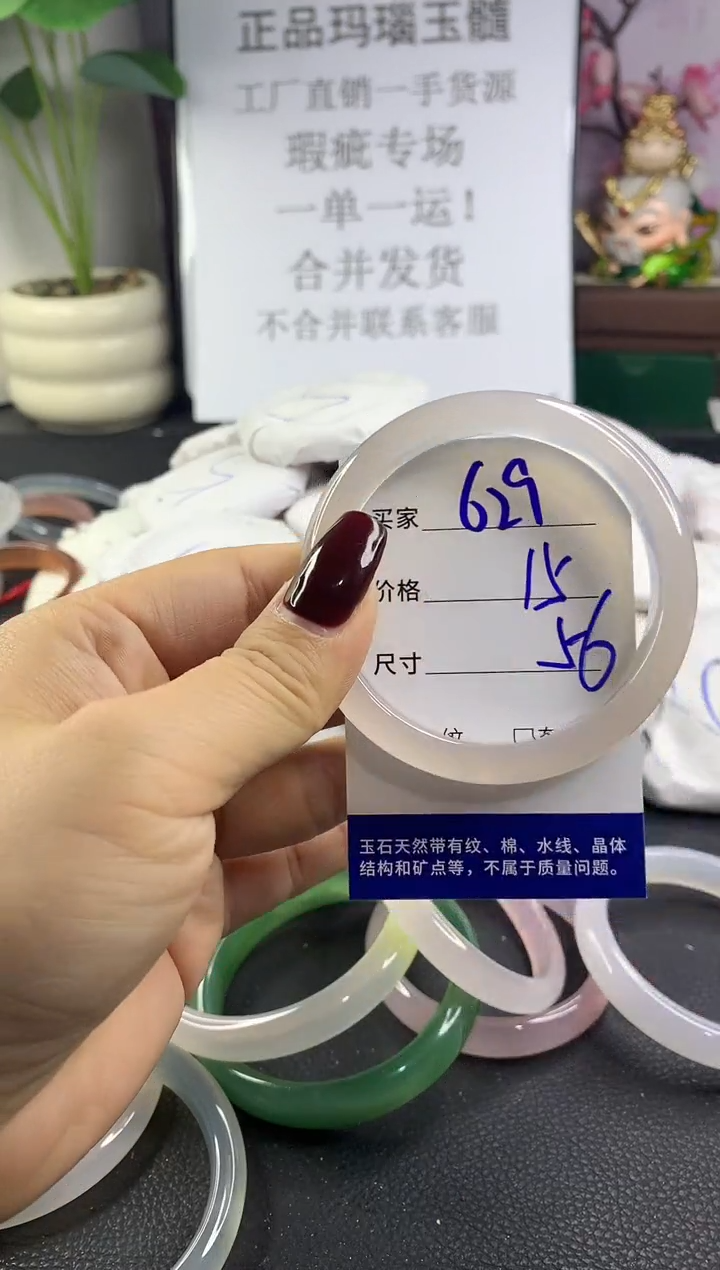 正品玛瑙玉髓
工厂直销一手货源
瑕疵专场
一单一运！
合并发货
不合并联系客服
买家 629
价格 15
尺寸 56
纹
玉石天然带有纹、棉、水线、晶体
结构和矿点等，不属于质量问题。